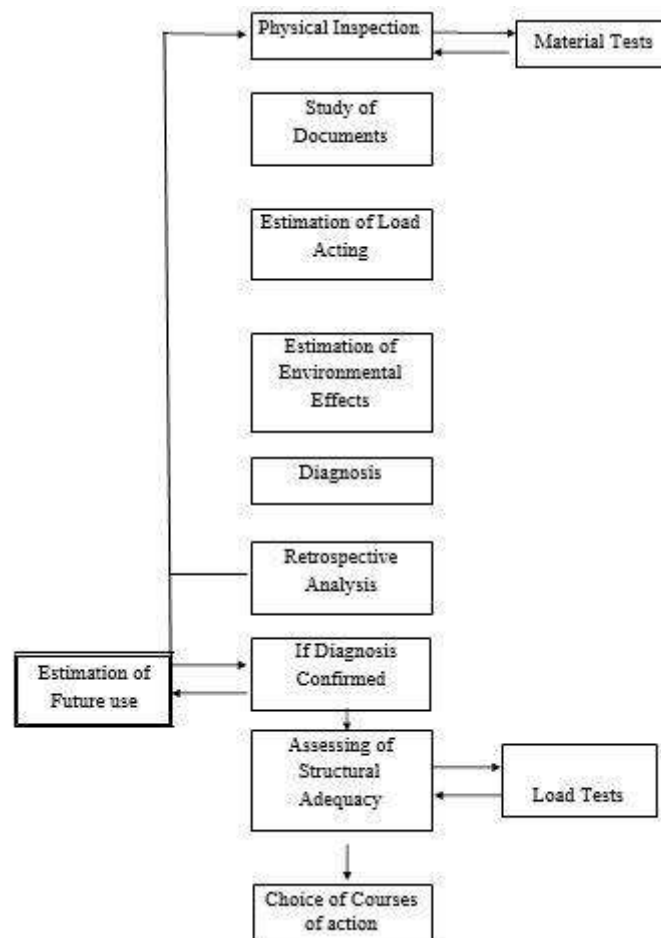 Physical Inspection
Material Tests
Study of
Documents
Estimation of Load
Acting
Estimation of
Environmental
Effects
Diagnosis
Retrospective
Analysis
If Diagnosis
Confirmed
Estimation of
Future use
Assessing of
Structural
Adequacy
Load Tests
Choice of Courses
of action